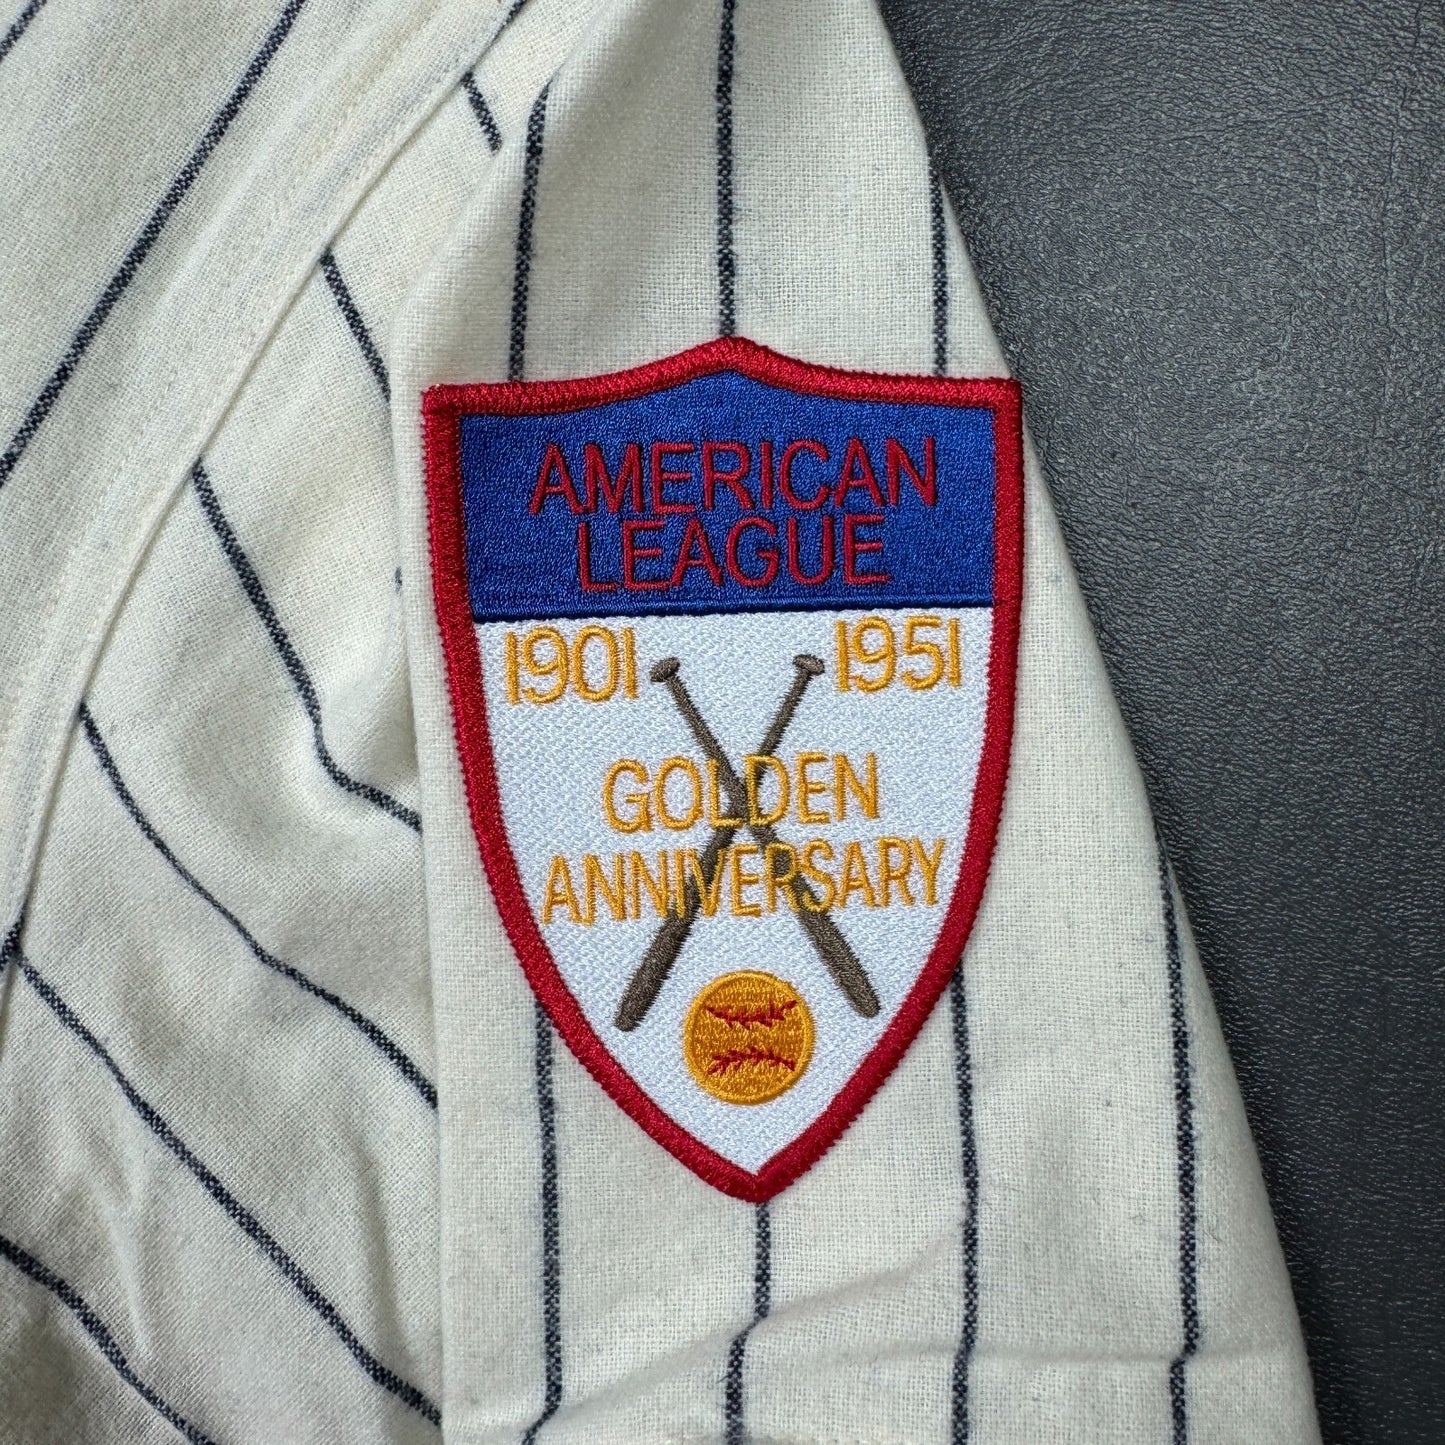 AMERICAN
LEAGUE
1901 1951
GOLDEN
ANNIVERSARY